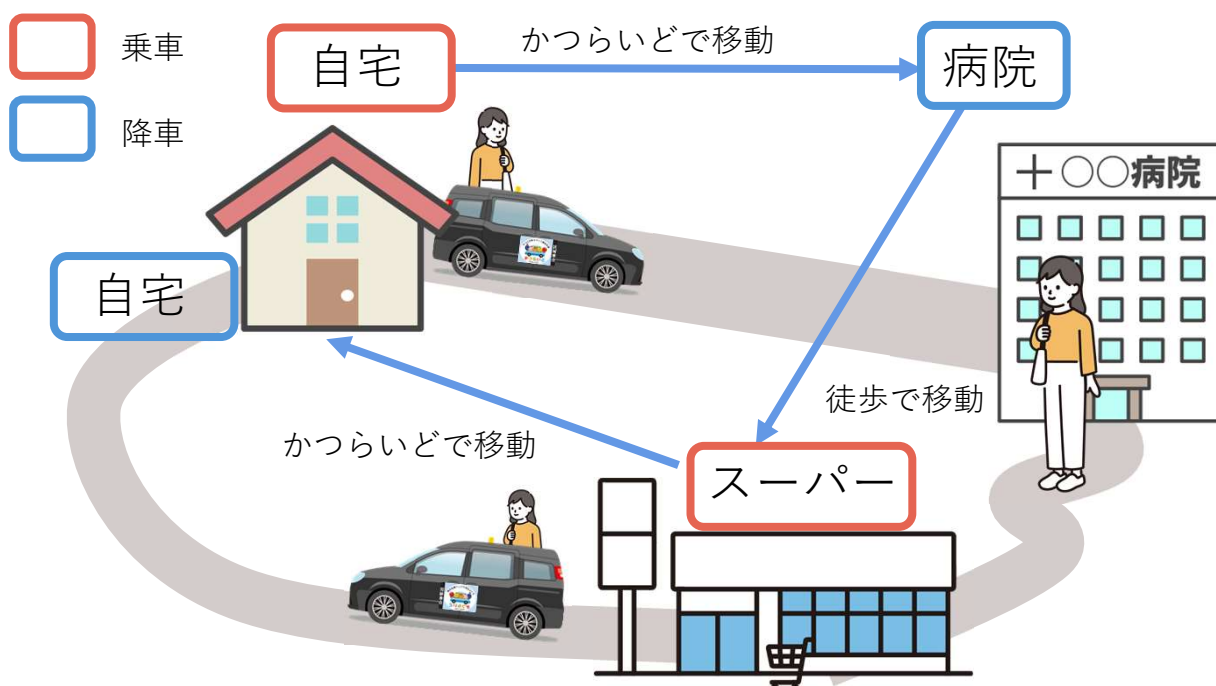 乗車
降車
自宅
かつらいどで移動
病院
十〇〇病院
自宅
徒歩で移動
かつらいどで移動
スーパー